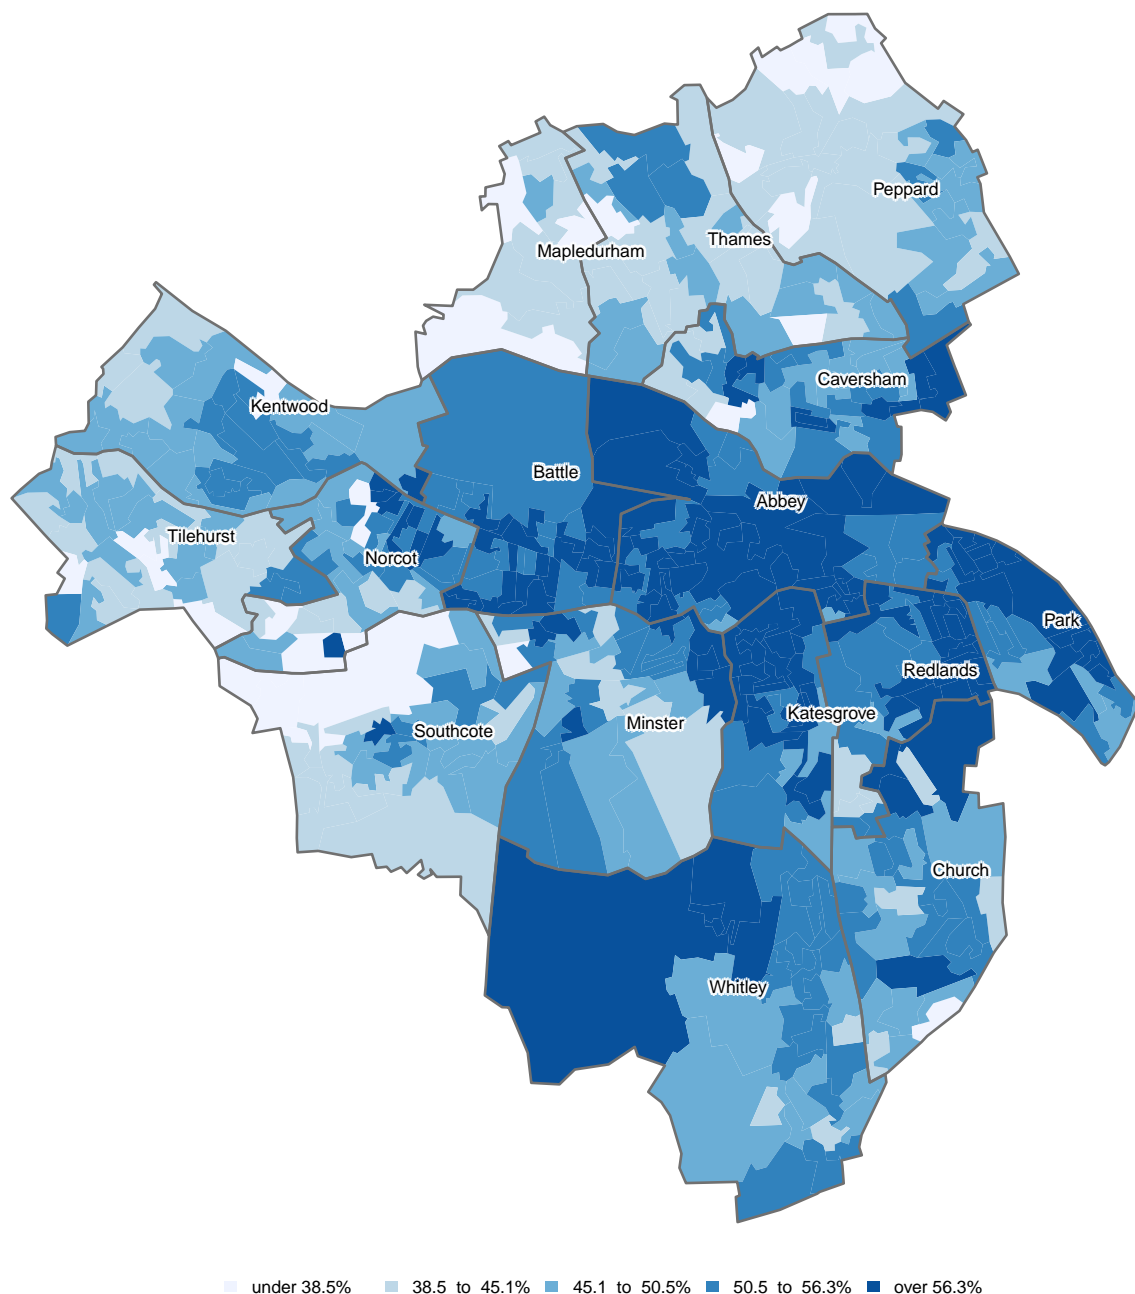 Peppard
Thames
Mapledurham
Caversham
Kentwood
Battle
Abbey
Tilehurst
Norcot
Park
Redlands
Katesgrove
Minster
Southcote
Church
Whitley
under 38.5% 38.5 to 45.1% 45.1 to 50.5% 50.5 to 56.3% over 56.3%